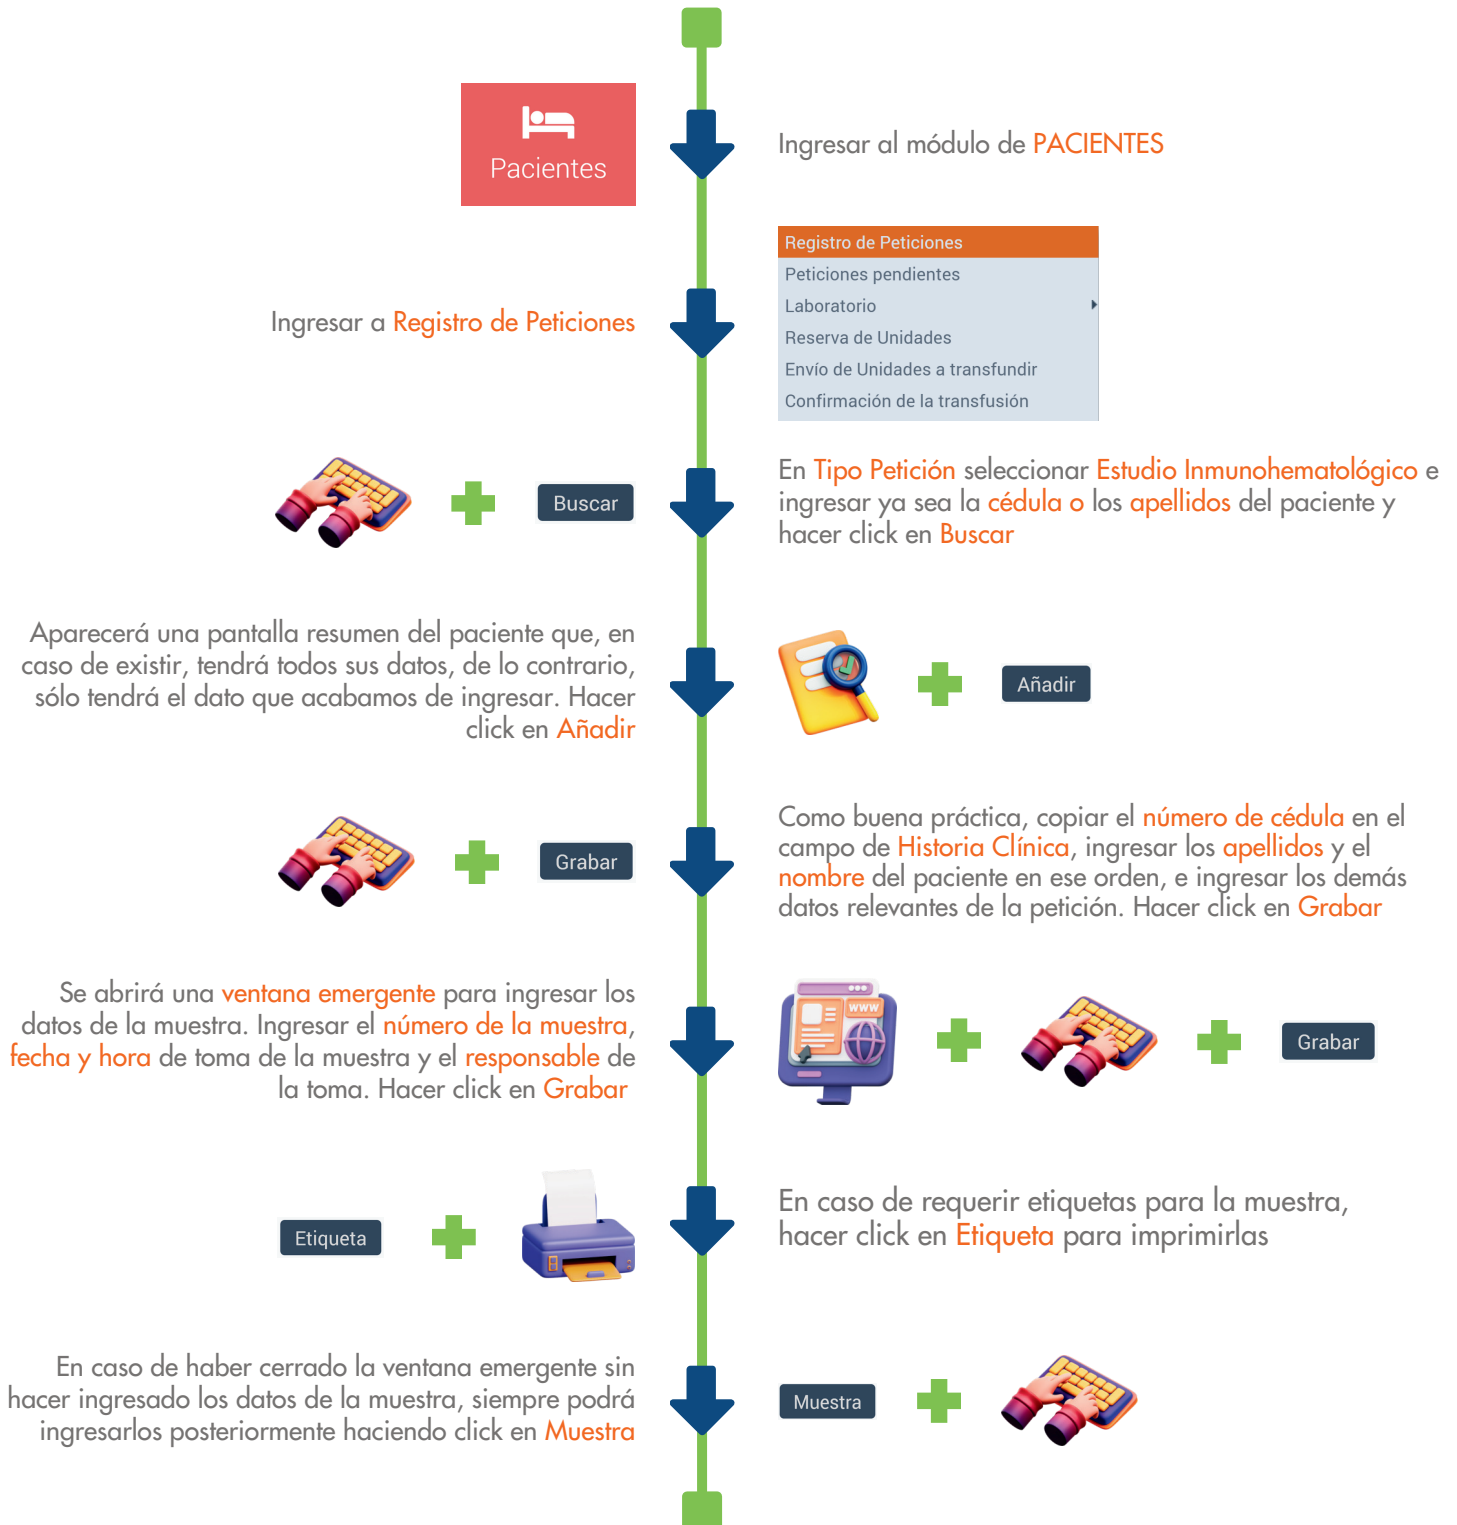 Pacientes
Ingresar al módulo de PACIENTES
Ingresar a Registro de Peticiones
Registro de Peticiones
Peticiones pendientes
Laboratorio
Reserva de Unidades
Envío de Unidades a transfundir
Confirmación de la transfusión
Buscar
En Tipo Petición seleccionar Estudio Inmunohematológico e
ingresar ya sea la cédula o los apellidos del paciente y
hacer click en Buscar
Aparecerá una pantalla resumen del paciente que, en
caso de existir, tendrá todos sus datos, de lo contrario,
sólo tendrá el dato que acabamos de ingresar. Hacer
click en Añadir
Añadir
Grabar
Como buena práctica, copiar el número de cédula en el
campo de Historia Clínica, ingresar los apellidos y el
nombre del paciente en ese orden, e ingresar los demás
datos relevantes de la petición. Hacer click en Grabar
Se abrirá una ventana emergente para ingresar los
datos de la muestra. Ingresar el número de la muestra,
fecha y hora de toma de la muestra y el responsable de
la toma. Hacer click en Grabar
WWW
Grabar
Etiqueta
En caso de requerir etiquetas para la muestra,
hacer click en Etiqueta para imprimirlas
En caso de haber cerrado la ventana emergente sin
hacer ingresado los datos de la muestra, siempre podrá
ingresarlos posteriormente haciendo click en Muestra
Muestra